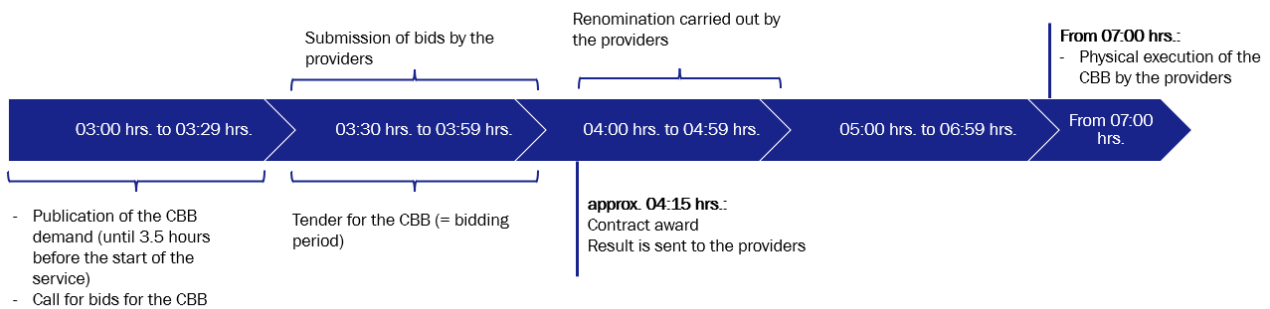 Submission of bids by the
providers
Renomination carried out by
the providers
From 07:00 hrs.:
- Physical execution of the
CBB by the providers
03:00 hrs. to 03:29 hrs.
03:30 hrs. to 03:59 hrs.
04:00 hrs. to 04:59 hrs.
05:00 hrs. to 06:59 hrs.
From 07:00
hrs.
- Publication of the CBB
demand (until 3.5 hours
before the start of the
service)
- Call for bids for the CBB
Tender for the CBB (= bidding
period)
approx. 04:15 hrs.:
Contract award
Result is sent to the providers